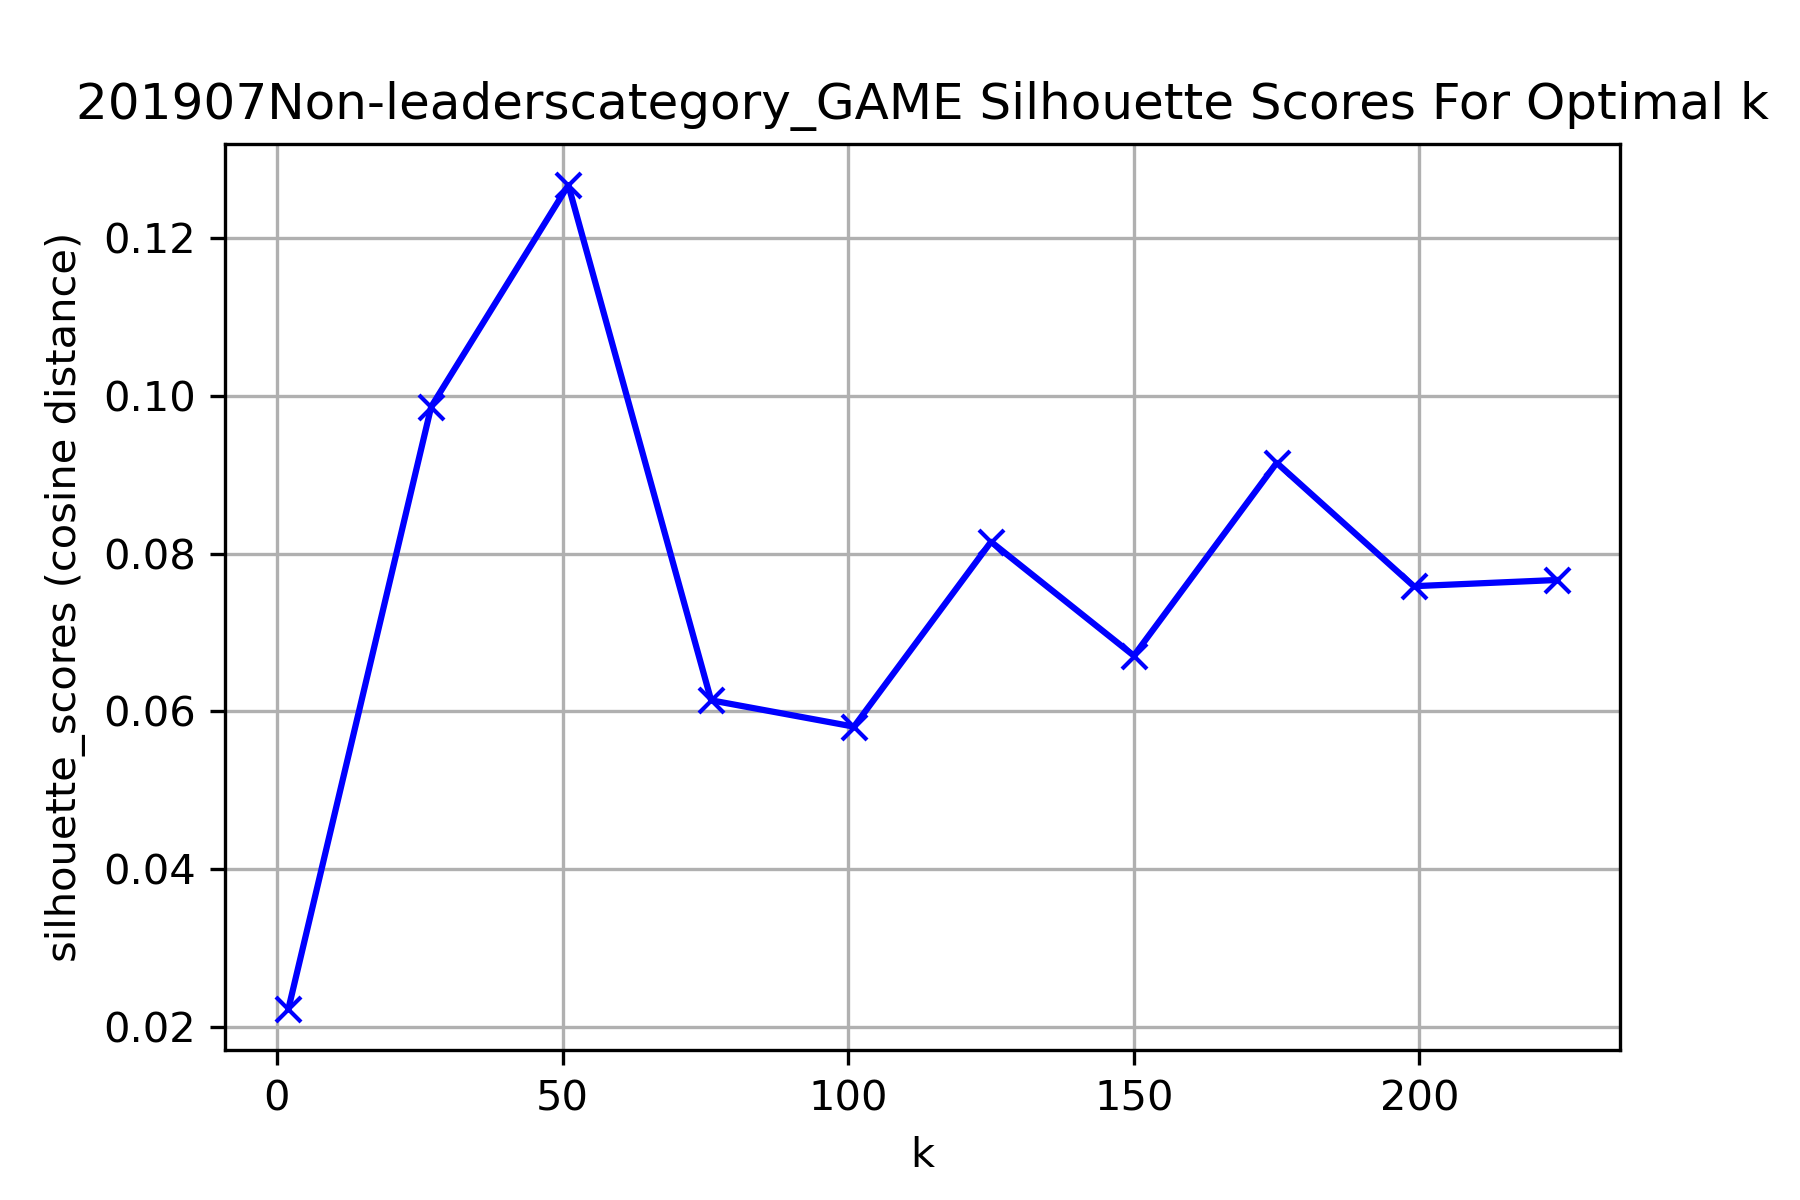 201907Non-leaderscategory_GAME Silhouette Scores For Optimal k
silhouette_scores (cosine distance)
0.12
0.10
0.08
0.06
0.04
0.02
0 50 100 150 200
k